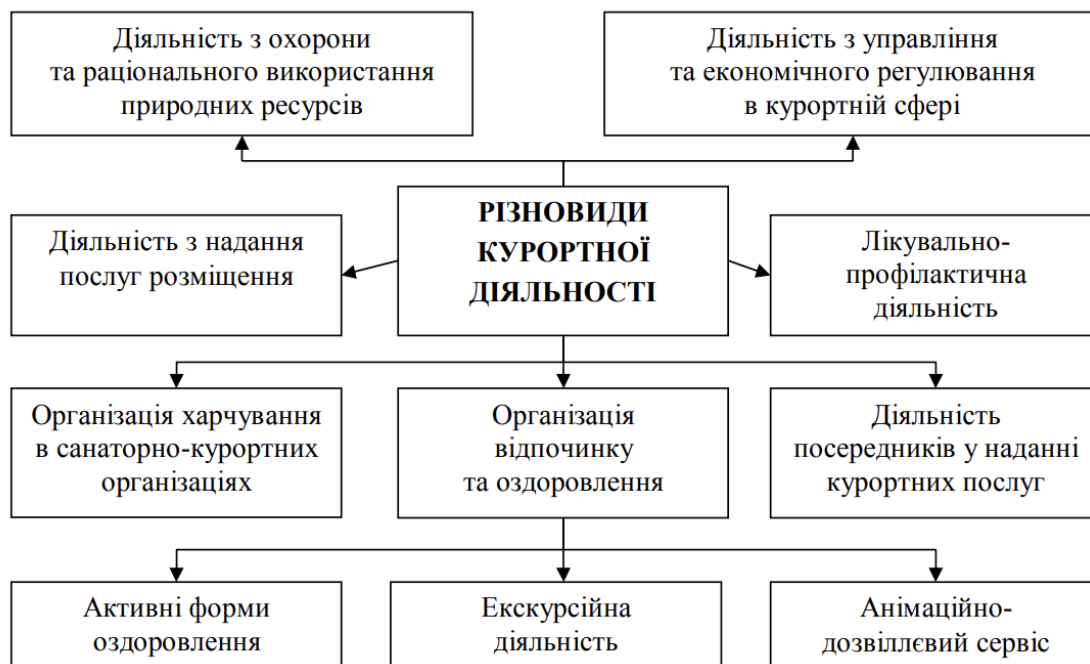 Діяльність з охорони
та раціонального використання
природних ресурсів
Діяльність з управління
та економічного регулювання
в курортній сфері
РІЗНОВИДИ
КУРОРТНОЇ
ДІЯЛЬНОСТІ
Діяльність з надання
послуг розміщення
Лікувально-
профілактична
діяльність
Організація харчування
в санаторно-курортних
організаціях
Організація
відпочинку
та оздоровлення
Діяльність
посередників у наданні
курортних послуг
Активні форми
оздоровлення
Екскурсійна
діяльність
Анімаційно-
дозвіллєвий сервіс